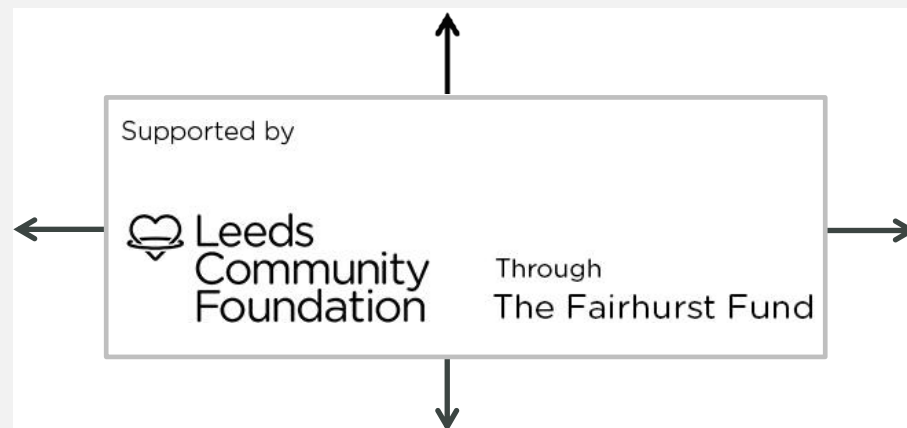 Supported by
Leeds
Community
Foundation
Through
The Fairhurst Fund